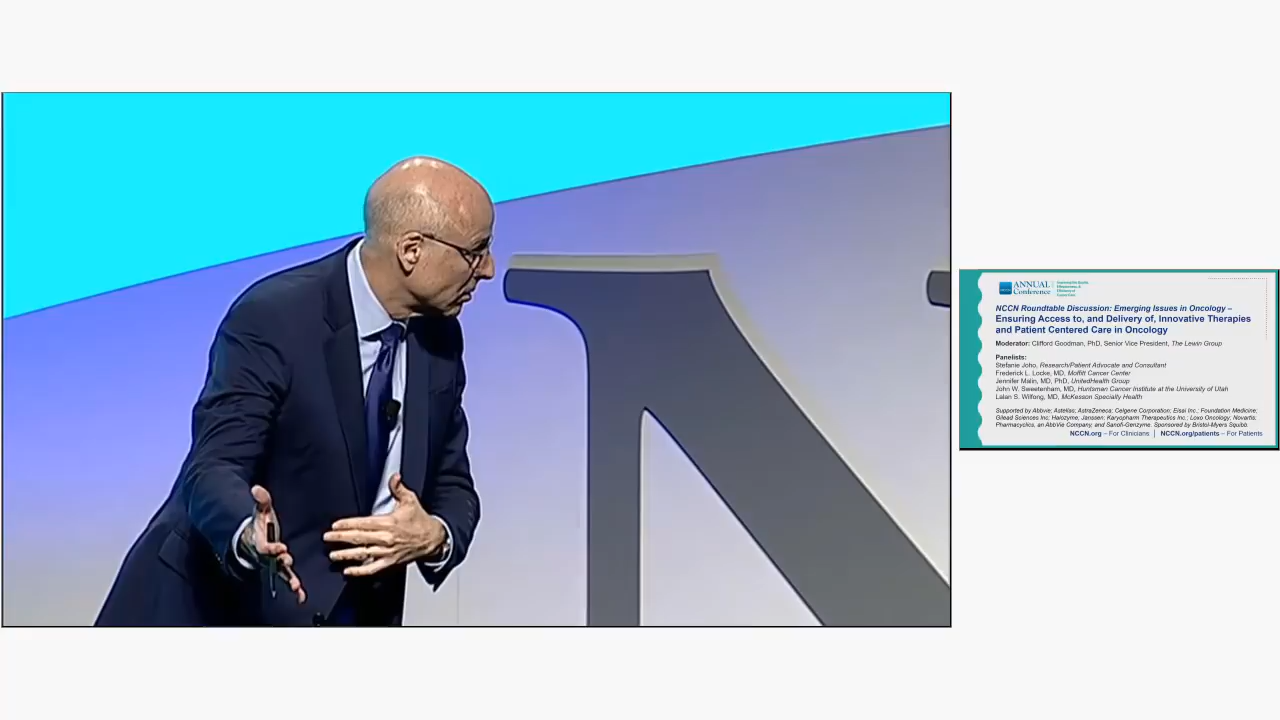 N
ANNUAL
Conference
NCCN Roundtable Discussion: Emerging Issues in Oncology –
Ensuring Access to, and Delivery of, Innovative Therapies
and Patient Centered Care in Oncology
Moderator: Clifford Goodman, PhD, Senior Vice President, The Lewin Group
Panelists:
Stefanie Joho, Research/Patient Advocate and Consultant
Frederick L. Locke, MD, Moffitt Cancer Center
Jennifer Malin, MD, PhD, UnitedHealth Group
John W. Sweetenham, MD, Huntsman Cancer Institute at the University of Utah
Lalan S. Wilfong, MD, McKesson Specialty Health
Supported by Abbvie; Astellas; AstraZeneca; Celgene Corporation; Eisai Inc.; Foundation Medicine;
Gilead Sciences Inc; Halozyme; Janssen; Karyopharm Therapeutics Inc.; Loxo Oncology; Novartis;
Pharmacyclics, an AbbVie Company, and Sanofi-Genzyme. Sponsored by Bristol-Myers Squibb.
NCCN.org – For Clinicians | NCCN.org/patients – For Patients